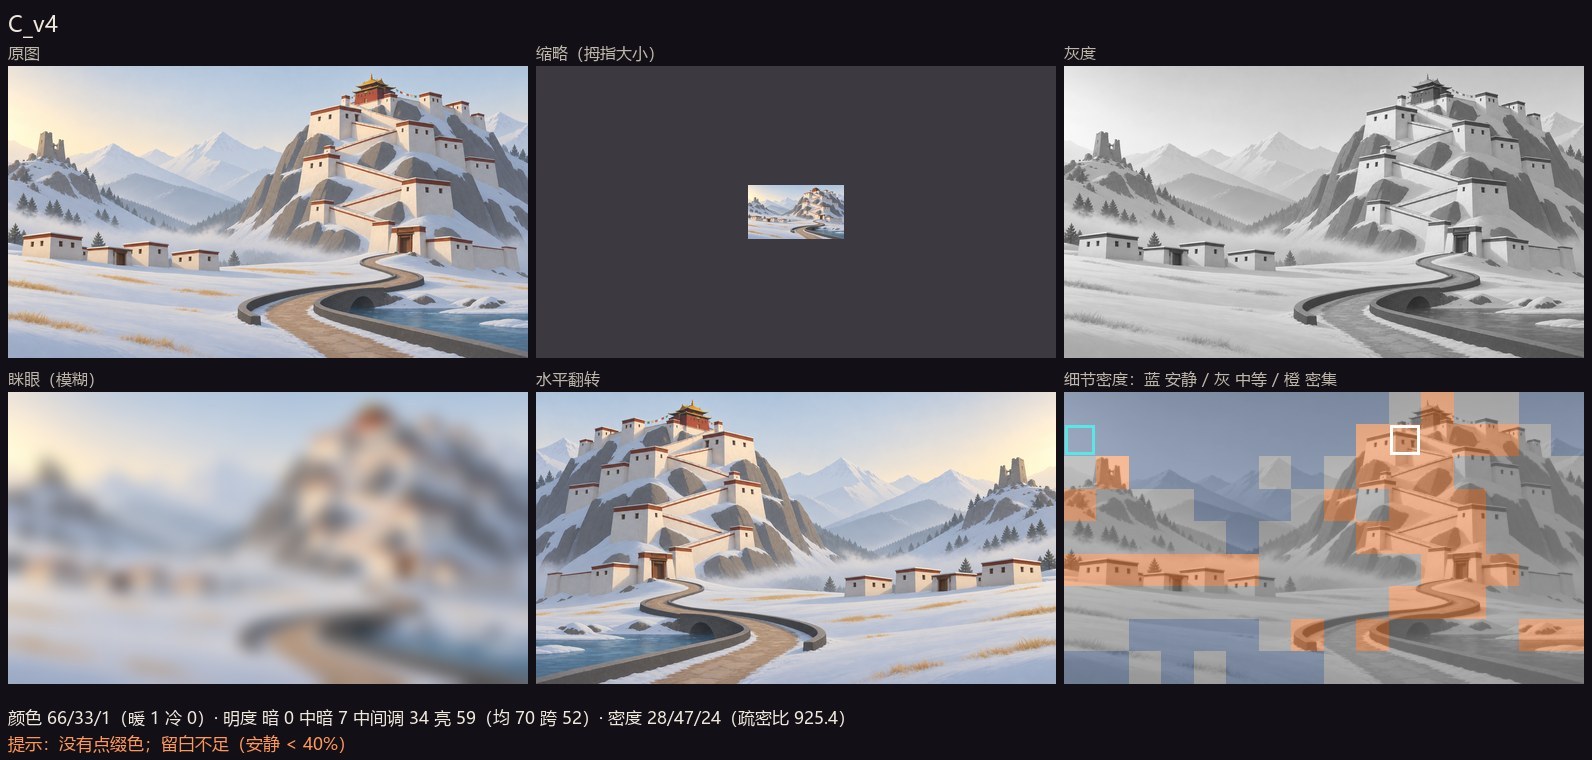 C_v4
原图
缩略（拇指大小）
灰度
眯眼（模糊）
水平翻转
细节密度：蓝 安静 / 灰 中等 / 橙 密集
颜色 66/33/1（暖 1 冷 0）· 明度 暗 0 中暗 7 中间调 34 亮 59（均 70 跨 52）· 密度 28/47/24（疏密比 925.4）
提示：没有点缀色；留白不足（安静 < 40%）